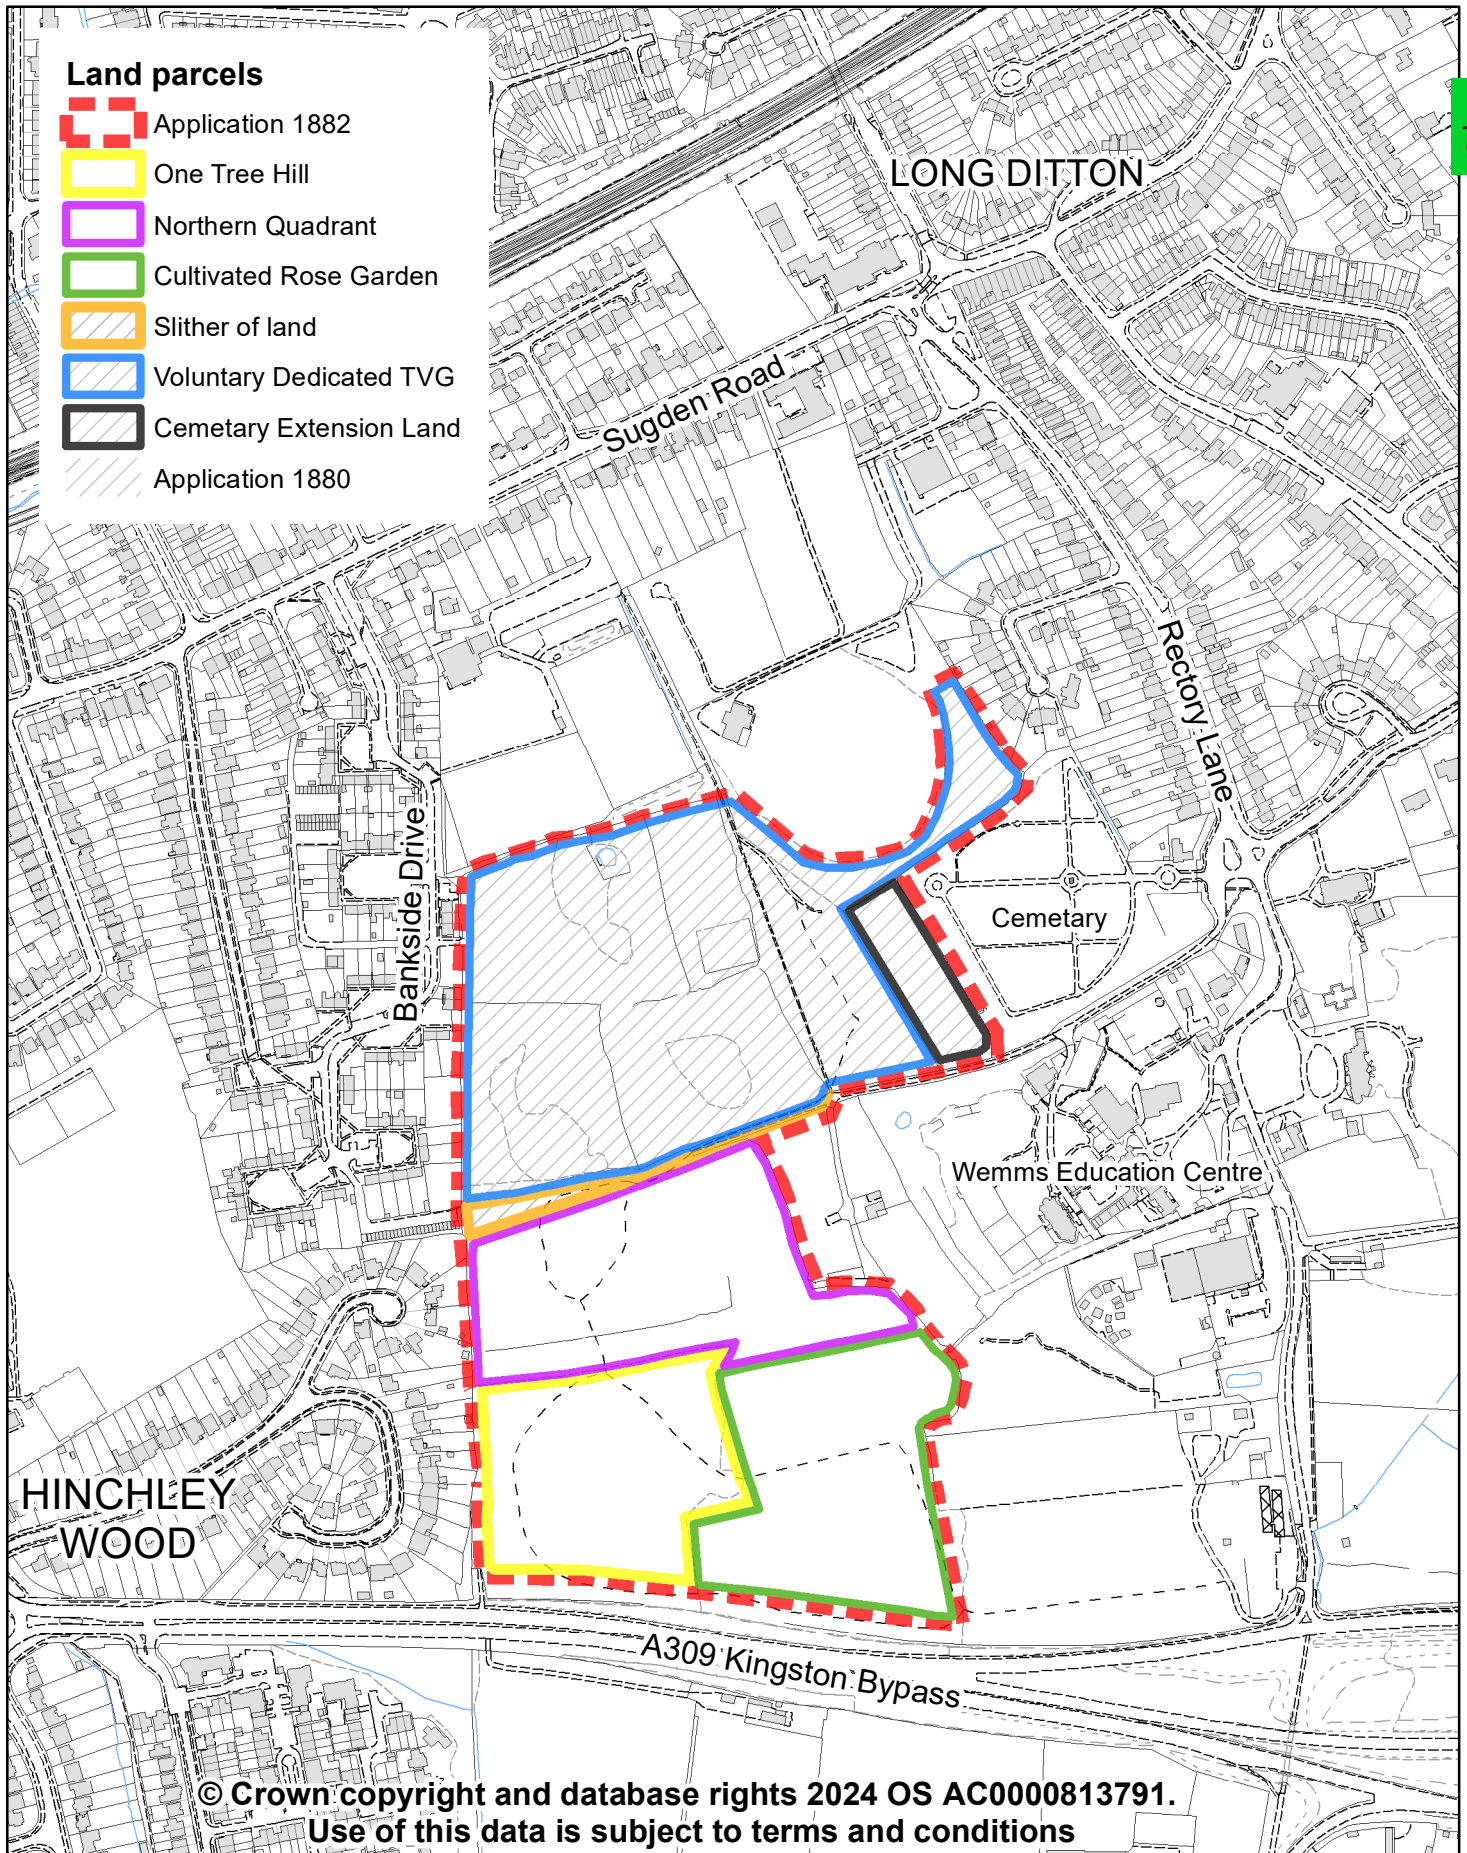 Land parcels
Application 1882
One Tree Hill
Northern Quadrant
Cultivated Rose Garden
Slither of land
Voluntary Dedicated TVG
Cemetary Extension Land
Application 1880
LONG DITTON
Sugden Road
Rectory Lane
Bankside Drive
Cemetary
Wemms Education Centre
HINCHLEY
WOOD
A309 Kingston Bypass
© Crown copyright and database rights 2024 OS AC0000813791.
Use of this data is subject to terms and conditions